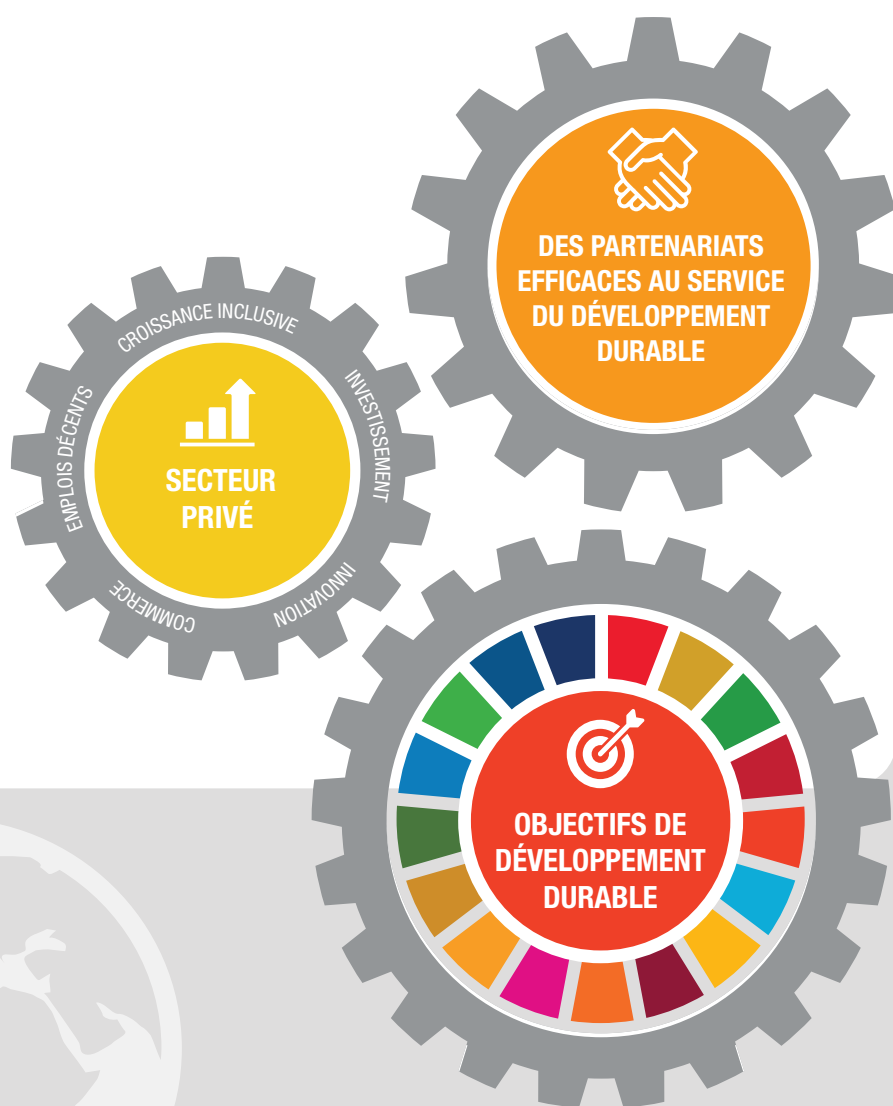 DES PARTENARIATS
EFFICACES AU SERVICE
DU DÉVELOPPEMENT
DURABLE
CROISSANCE INCLUSIVE
INVESTISSEMENT
INNOVATION
COMMERCE
EMPLOIS DÉCENTS
SECTEUR
PRIVÉ
OBJECTIFS DE
DÉVELOPPEMENT
DURABLE